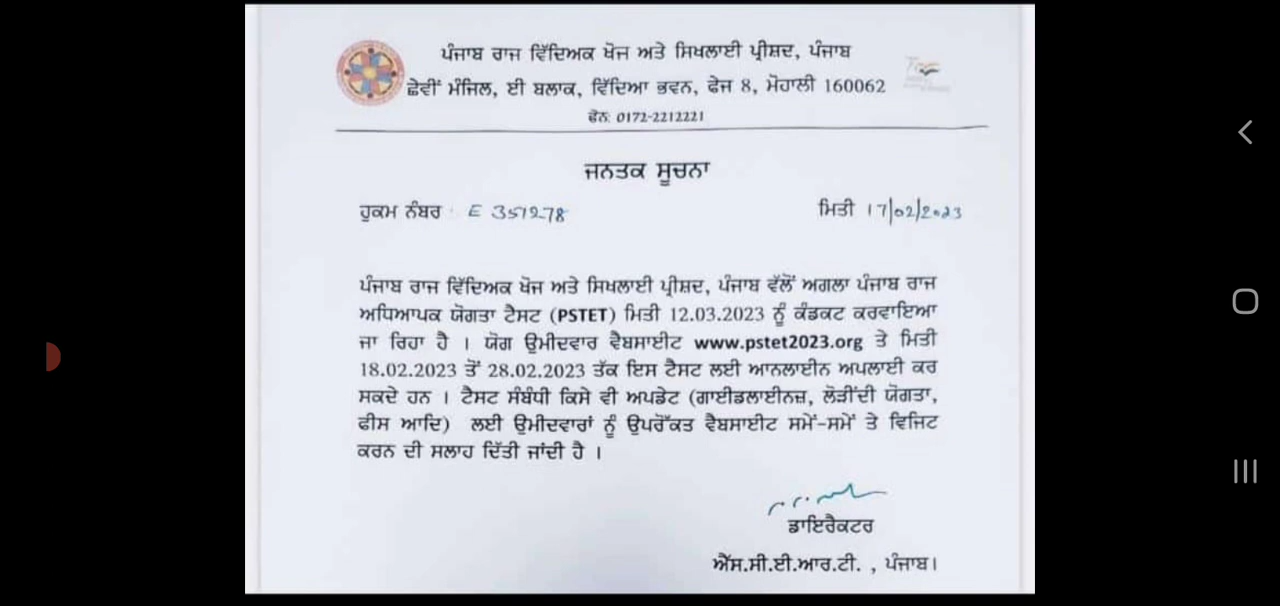 ਪੰਜਾਬ ਰਾਜ ਵਿੱਦਿਅਕ ਖੋਜ ਅਤੇ ਸਿਖਲਾਈ ਪ੍ਰੀਸ਼ਦ, ਪੰਜਾਬ
ਛੇਵੀਂ ਮੰਜਿਲ, ਈ ਬਲਾਕ, ਵਿੱਦਿਆ ਭਵਨ, ਫੇਜ 8, ਮੋਹਾਲੀ 160062
ਫੋਨ: 0172-2212221
ਜਨਤਕ ਸੂਚਨਾ
ਹੁਕਮ ਨੰਬਰ E 351278 ਮਿਤੀ 17/02/2023
ਪੰਜਾਬ ਰਾਜ ਵਿੱਦਿਅਕ ਖੋਜ ਅਤੇ ਸਿਖਲਾਈ ਪ੍ਰੀਸ਼ਦ, ਪੰਜਾਬ ਵੱਲੋਂ ਅਗਲਾ ਪੰਜਾਬ ਰਾਜ
ਅਧਿਆਪਕ ਯੋਗਤਾ ਟੈਸਟ (PSTET) ਮਿਤੀ 12.03.2023 ਨੂੰ ਕੰਡਕਟ ਕਰਵਾਇਆ
ਜਾ ਰਿਹਾ ਹੈ । ਯੋਗ ਉਮੀਦਵਾਰ ਵੈਬਸਾਈਟ www.pstet2023.org ਤੇ ਮਿਤੀ
18.02.2023 ਤੋਂ 28.02.2023 ਤੱਕ ਇਸ ਟੈਸਟ ਲਈ ਆਨਲਾਈਨ ਅਪਲਾਈ ਕਰ
ਸਕਦੇ ਹਨ । ਟੈਸਟ ਸੰਬੰਧੀ ਕਿਸੇ ਵੀ ਅਪਡੇਟ (ਗਾਈਡਲਾਈਨਜ਼, ਲੋੜੀਂਦੀ ਯੋਗਤਾ,
ਫੀਸ ਆਦਿ) ਲਈ ਉਮੀਦਵਾਰਾਂ ਨੂੰ ਉਪਰੋੱਕਤ ਵੈਬਸਾਈਟ ਸਮੇਂ-ਸਮੇਂ ਤੇ ਵਿਜਿਟ
ਕਰਨ ਦੀ ਸਲਾਹ ਦਿੱਤੀ ਜਾਂਦੀ ਹੈ ।
ਡਾਇਰੈਕਟਰ
ਐੱਸ.ਸੀ.ਈ.ਆਰ.ਟੀ. , ਪੰਜਾਬ।